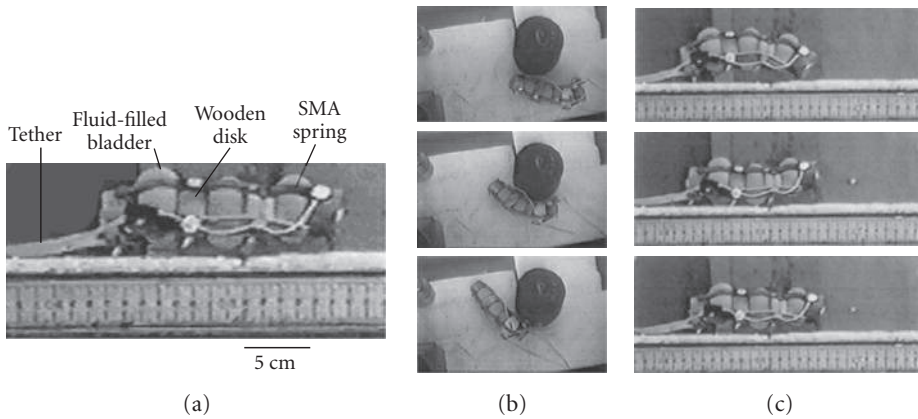 Tether
Fluid-filled
bladder
Wooden
disk
SMA
spring
5 cm
(a)
(b)
(c)